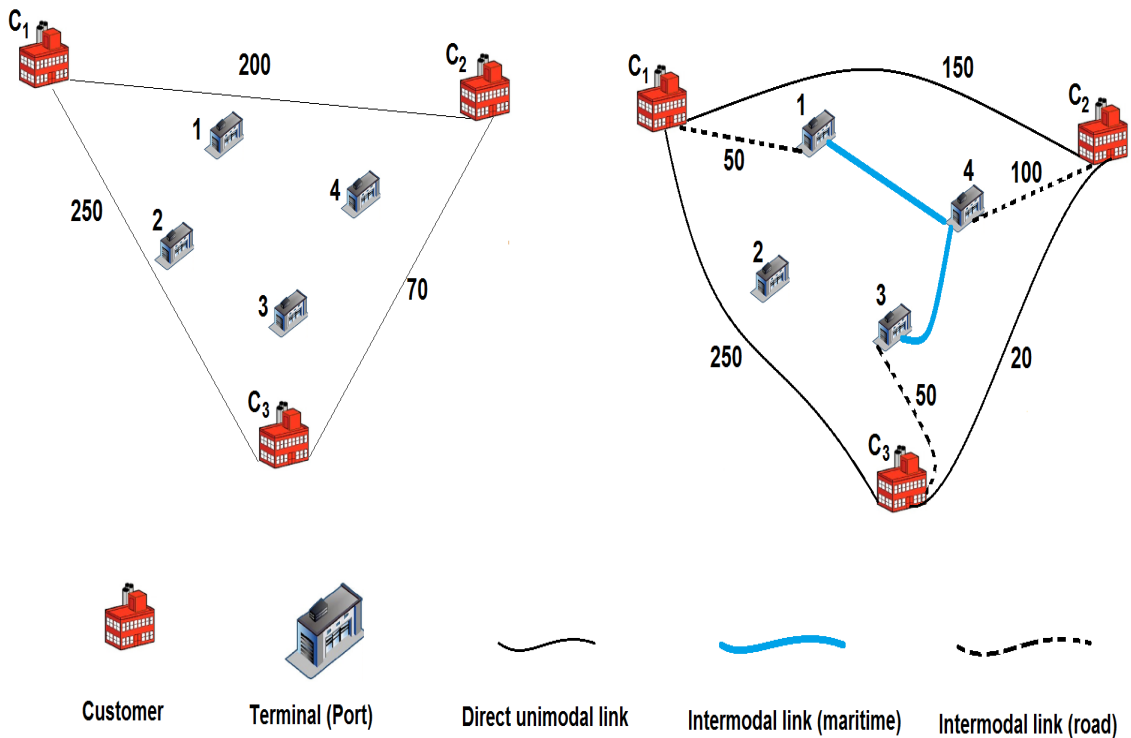 C1
200
C2
1
4
250
2
70
3
C3
C1
150
C2
1
50
4
100
2
3
250
20
50
C3
Customer
Terminal (Port)
Direct unimodal link
Intermodal link (maritime)
Intermodal link (road)